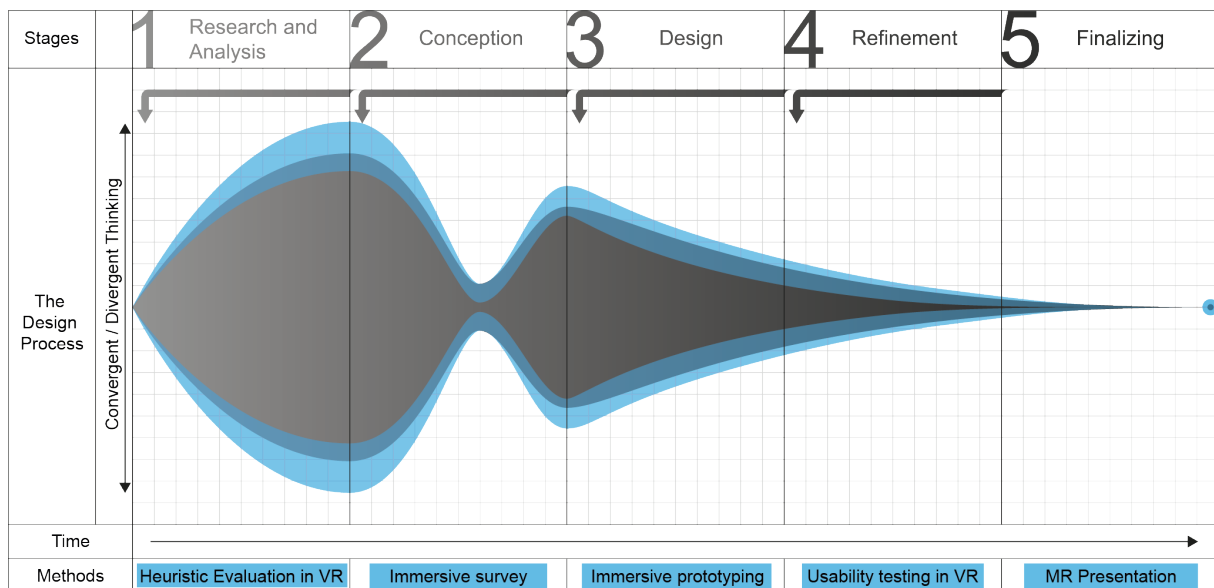 Stages
1 Research and
Analysis
2 Conception
3 Design
4 Refinement
5 Finalizing
The
Design
Process
Convergent / Divergent Thinking
Time
Methods
Heuristic Evaluation in VR
Immersive survey
Immersive prototyping
Usability testing in VR
MR Presentation